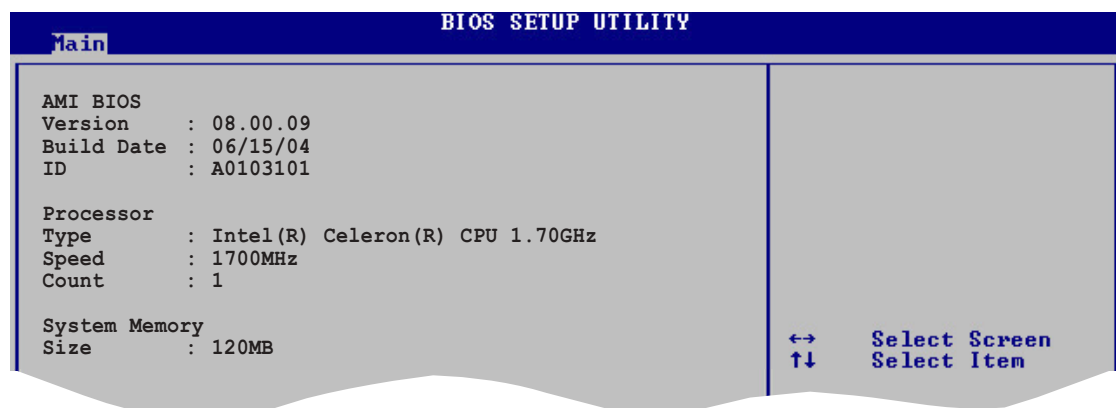 BIOS SETUP UTILITY
Main
AMI BIOS
Version : 08.00.09
Build Date : 06/15/04
ID : A0103101
Processor
Type : Intel(R) Celeron(R) CPU 1.70GHz
Speed : 1700MHz
Count : 1
System Memory
Size : 120MB
←→ Select Screen
↑↓ Select Item